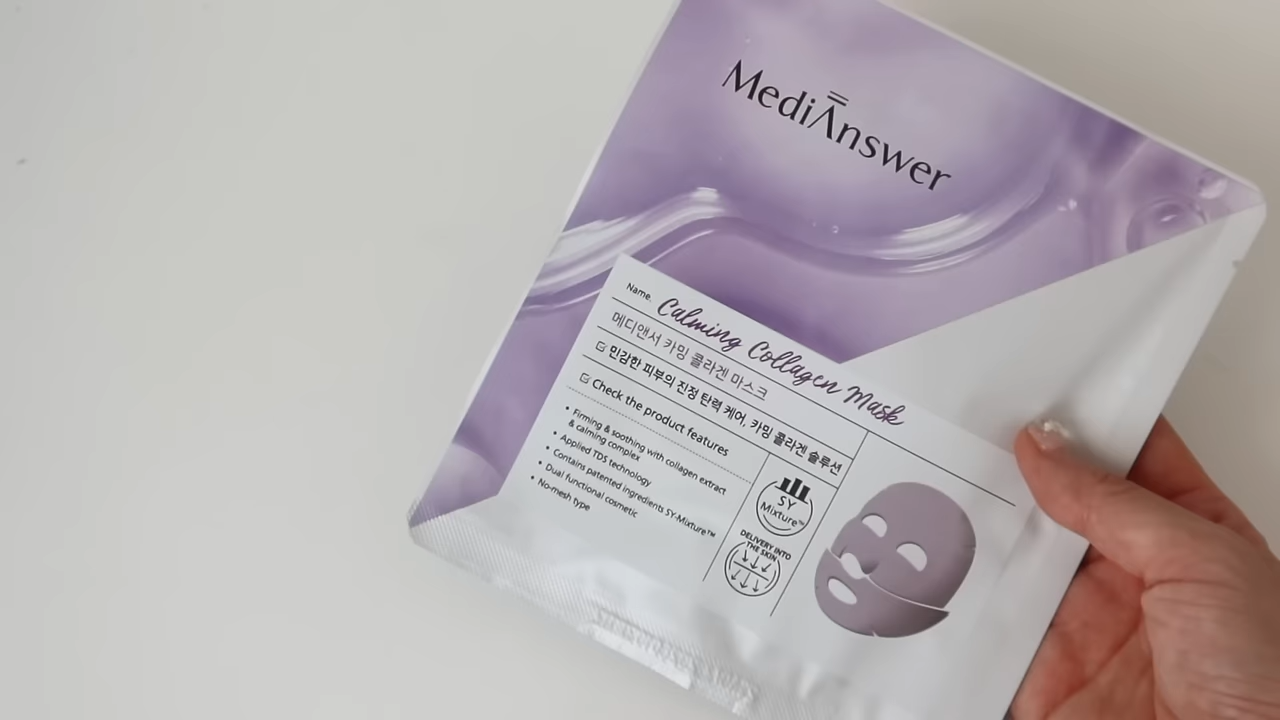 MediAnswer
Name. Calming Collagen Mask
메디앤서 카밍 콜라겐 마스크
민감한 피부의 진정 탄력 케어, 카밍 콜라겐 솔루션
Check the product features
• Firming & soothing with collagen extract
& calming complex
• Applied TDS technology
• Contains patented ingredients SY-Mixture™
• Dual functional cosmetic
• No-mesh type
SY
Mixture™
DELIVERY INTO
THE SKIN